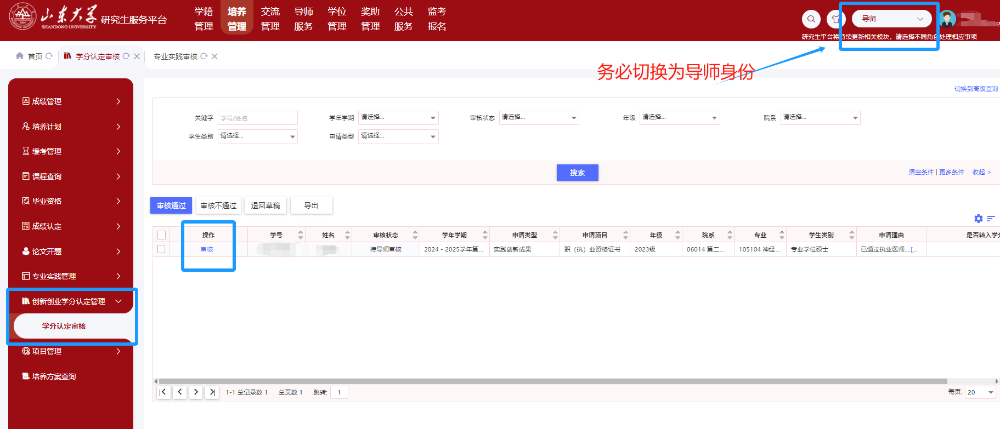 山东大学
SHANDONG UNIVERSITY
研究生服务平台
学籍管理
培养管理
交流管理
导师服务
学位管理
奖助管理
公共服务
监考报名
导师
研究生平台将持续更新相关模块，请选择不同角色处理相应事项
首页
学分认定审核
专业实践审核
务必切换为导师身份
切换到高级查询
成绩管理
培养计划
缓考管理
课程查询
毕业资格
成绩认定
论文开题
专业实践管理
创新创业学分认定管理
学分认定审核
项目管理
培养方案查询
关键字 学号/姓名 学年学期 请选择... 审核状态 请选择... 年级 请选择... 院系 请选择...
学生类别 请选择... 申请类型 请选择...
搜索
清空条件 | 更多条件 收起 >
审核通过 审核不通过 退回草稿 导出
操作 学号 姓名 审核状态 学年学期 申请类型 申请项目 年级 院系 专业 学生类别 申请理由 是否转入学分
审核 待导师审核 2024 - 2025学年第... 实践创新成果 职（执）业资格证书 2023级 06014 第二... 105104 神经... 专业学位硕士 已通过执业医师....[...
1-1 总记录数 1 总页数 1 跳转: 1
每页: 20